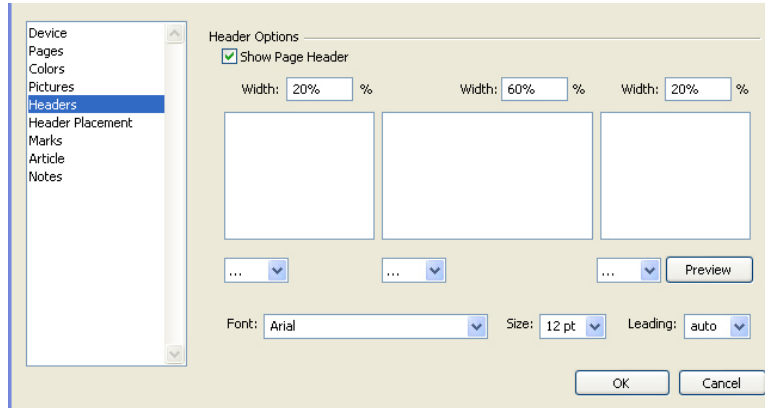 Device
Pages
Colors
Pictures
Headers
Header Placement
Marks
Article
Notes
Header Options
Show Page Header
Width: 20% % Width: 60% % Width: 20% %
... ... ... Preview
Font: Arial Size: 12 pt Leading: auto
OK Cancel